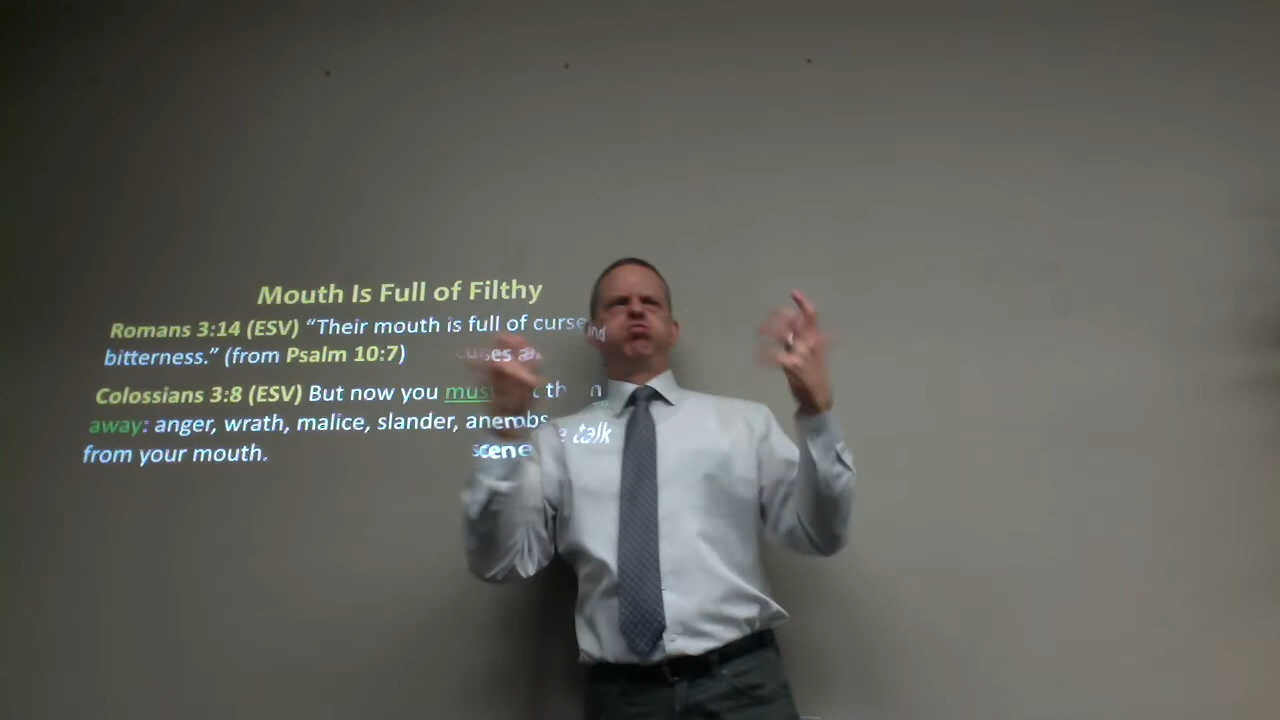 Mouth Is Full of Filthy
Romans 3:14 (ESV) “Their mouth is full of curse and
bitterness.” (from Psalm 10:7)
Colossians 3:8 (ESV) But now you must
away: anger, wrath, malice, slander, talk
from your mouth.